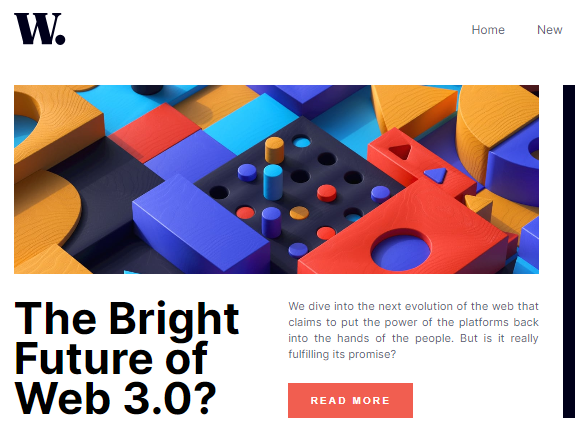 W.
Home New
The Bright
Future of
Web 3.0?
We dive into the next evolution of the web that
claims to put the power of the platforms back
into the hands of the people. But is it really
fulfilling its promise?
READ MORE